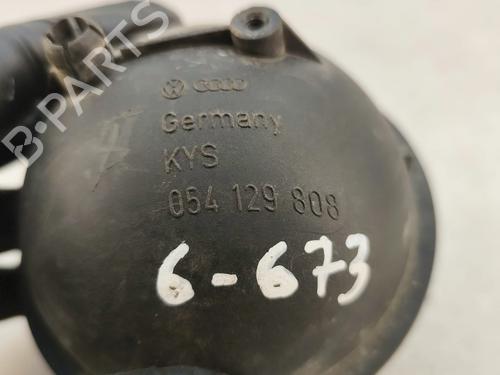 B-PARTS
Germany
KYS
054 129 808
6-673